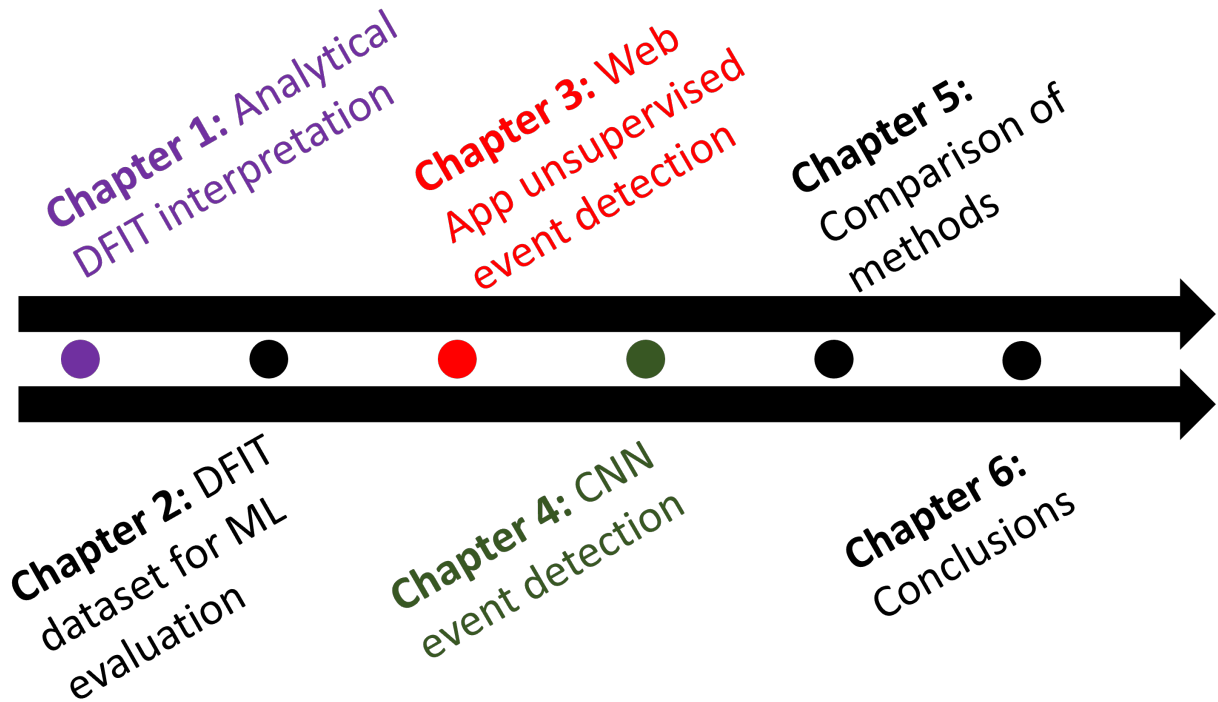 Chapter 1: Analytical
DFIT interpretation
Chapter 2: DFIT
dataset for ML
evaluation
Chapter 3: Web
App unsupervised
event detection
Chapter 4: CNN
event detection
Chapter 5:
Comparison of
methods
Chapter 6:
Conclusions